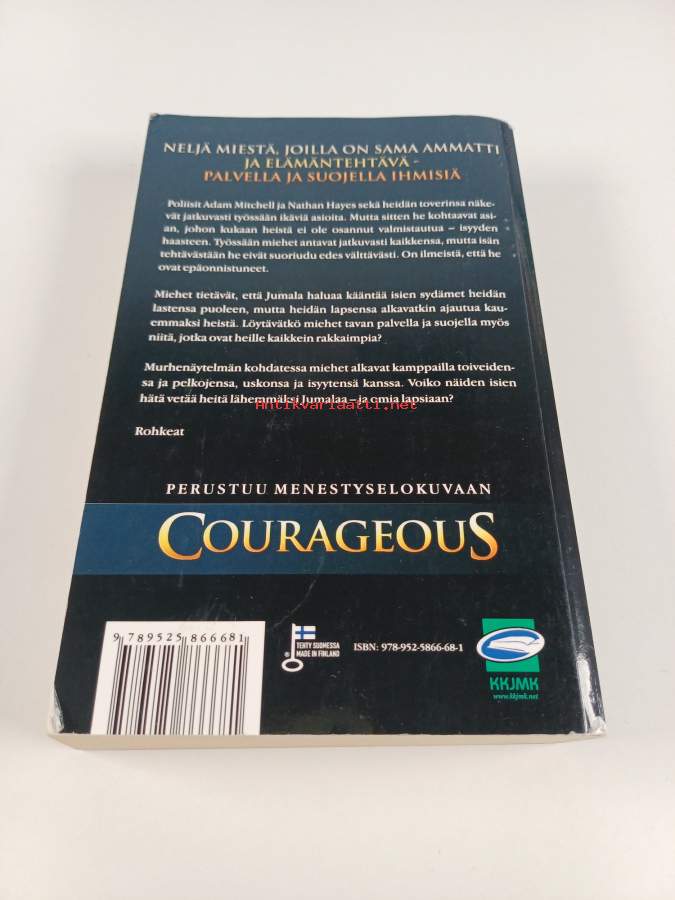 NELJÄ MIESTÄ, JOILLA ON SAMA AMMATTI
JA ELÄMÄNTEHTÄVÄ -
PALVELLA JA SUOJELLA IHMISIÄ
Poliisit Adam Mitchell ja Nathan Hayes sekä heidän toverinsa näke-
vät jatkuvasti työssään ikäviä asioita. Mutta sitten he kohtaavat asi-
an, johon kukaan heistä ei ole osannut valmistautua – isyyden
haasteen. Työssään miehet antavat jatkuvasti kaikkensa, mutta isän
tehtävästään he eivät suoriudu edes välttävästi. On ilmeistä, että he
ovat epäonnistuneet.
Miehet tietävät, että Jumala haluaa kääntää isien sydämet heidän
lastensa puoleen, mutta heidän lapsensa alkavatkin ajautua kau-
emmaksi heistä. Löytävätkö miehet tavan palvella ja suojella myös
niitä, jotka ovat heille kaikkein rakkaimpia?
Murhenäytelmän kohdatessa miehet alkavat kamppailla toiveiden-
sa ja pelkojensa, uskonsa ja isyytensä kanssa. Voiko näiden isien
hätä vetää heitä lähemmäksi Jumalaa – ja omia lapsiaan?
Antikvariaatti.net
Rohkeat
PERUSTUU MENESTYSELOKUVAAN
COURAGEOUS
9 789525 866681
TEHTY SUOMESSA
MADE IN FINLAND
ISBN: 978-952-5866-68-1
KKJMK
www.kkjmk.net